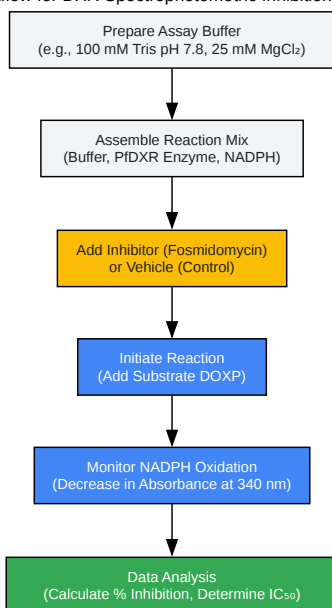 Prepare Assay Buffer
(e.g., 100 mM Tris pH 7.8, 25 mM MgCl₂)
Assemble Reaction Mix
(Buffer, PfDXR Enzyme, NADPH)
Add Inhibitor (Fosmidomycin)
or Vehicle (Control)
Initiate Reaction
(Add Substrate DOXP)
Monitor NADPH Oxidation
(Decrease in Absorbance at 340 nm)
Data Analysis
(Calculate % Inhibition, Determine IC₅₀)